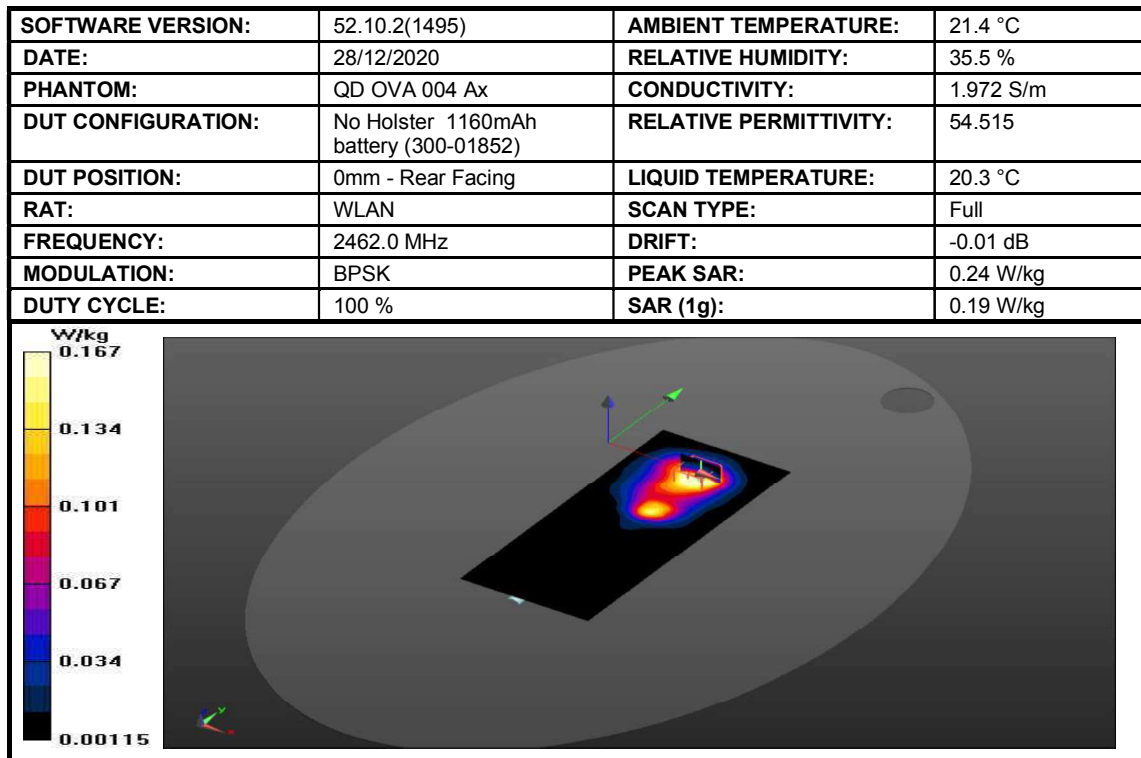 SOFTWARE VERSION: 52.10.2(1495) AMBIENT TEMPERATURE: 21.4 °C
DATE: 28/12/2020 RELATIVE HUMIDITY: 35.5 %
PHANTOM: QD OVA 004 Ax CONDUCTIVITY: 1.972 S/m
DUT CONFIGURATION: No Holster 1160mAh RELATIVE PERMITTIVITY: 54.515
battery (300-01852)
DUT POSITION: 0mm - Rear Facing LIQUID TEMPERATURE: 20.3 °C
RAT: WLAN SCAN TYPE: Full
FREQUENCY: 2462.0 MHz DRIFT: -0.01 dB
MODULATION: BPSK PEAK SAR: 0.24 W/kg
DUTY CYCLE: 100 % SAR (1g): 0.19 W/kg
W/kg
0.167
0.134
0.101
0.067
0.034
0.00115